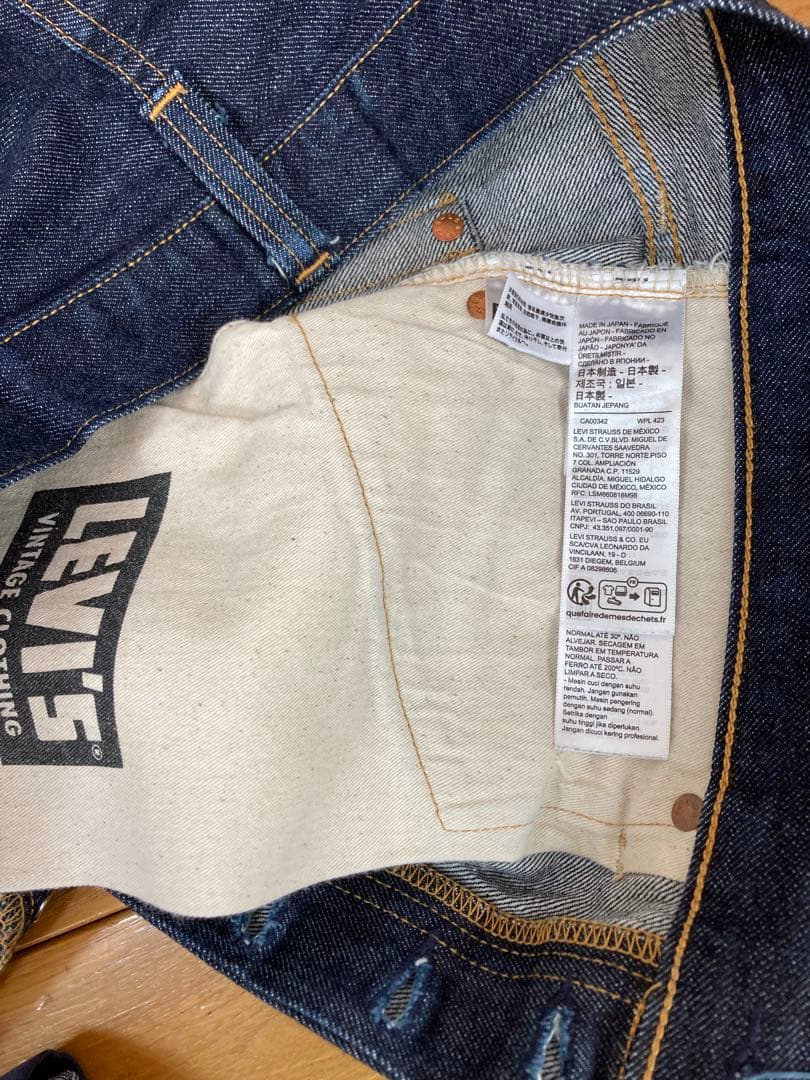 LEVI'S®
VINTAGE CLOTHING
MADE IN JAPAN - FABRIQUÉ
AU JAPON - FABRICADO EN
JAPÓN - FABRICADO NO
JAPÃO - JAPONYA'DA
ÜRETILMISTIR -
СДЕЛАНО В ЯПОНИИ -
日本制造 - 日本製 -
제조국 : 일본 -
日本製 -
BUATAN JEPANG
CA00342 WPL 423
LEVI STRAUSS DE MÉXICO
S.A. DE C.V. BLVD. MIGUEL DE
CERVANTES SAAVEDRA
NO. 301, TORRE NORTE PISO
7 COL. AMPLIACIÓN
GRANADA C.P. 11529
ALCALDÍA, MIGUEL HIDALGO
CIUDAD DE MÉXICO, MÉXICO
RFC: LSM860818M98
LEVI STRAUSS DO BRASIL
AV. PORTUGAL, 400 06690-110
ITAPEVI – SAO PAULO BRASIL
CNPJ: 43.351.097/0001-90
LEVI STRAUSS & CO. EU
SCA/CVA LEONARDO DA
VINCILAAN, 19 - D
1831 DIEGEM, BELGIUM
CIF A 08298606
FR
quefairedemesdechets.fr
NORMAL ATÉ 30º. NÃO
ALVEJAR. SECAGEM EM
TAMBOR EM TEMPERATURA
NORMAL. PASSAR A
FERRO ATÉ 200ºC. NÃO
LIMPAR A SECO.
- Mesin cuci dengan suhu
rendah. Jangan gunakan
pemutih. Mesin pengering
dengan suhu sedang (normal).
Setrika dengan
suhu tinggi jika diperlukan.
Jangan dicuci kering profesional.